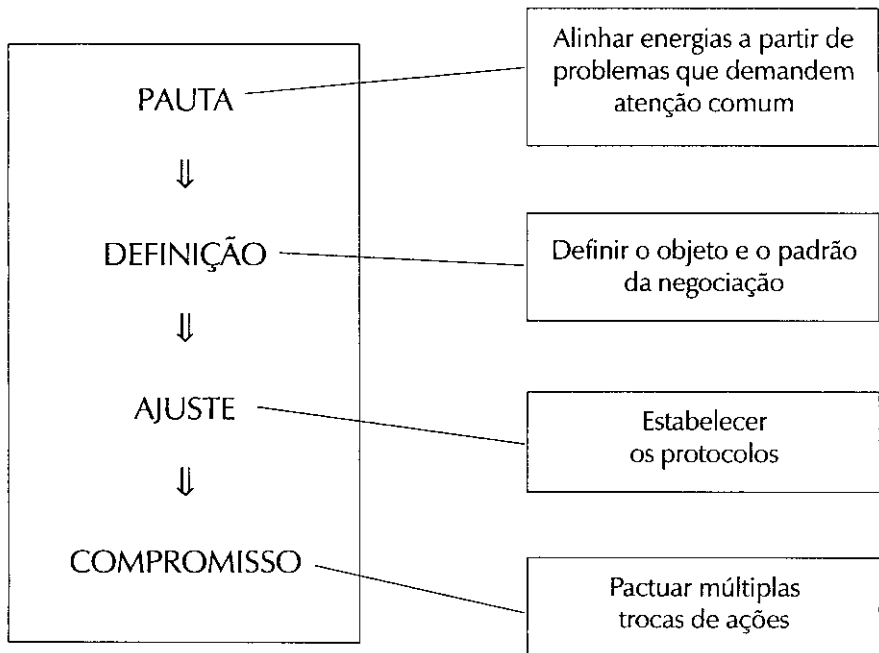 PAUTA
Alinhar energias a partir de
problemas que demandem
atenção comum
DEFINIÇÃO
Definir o objeto e o padrão
da negociação
AJUSTE
Estabelecer
os protocolos
COMPROMISSO
Pactuar múltiplas
trocas de ações